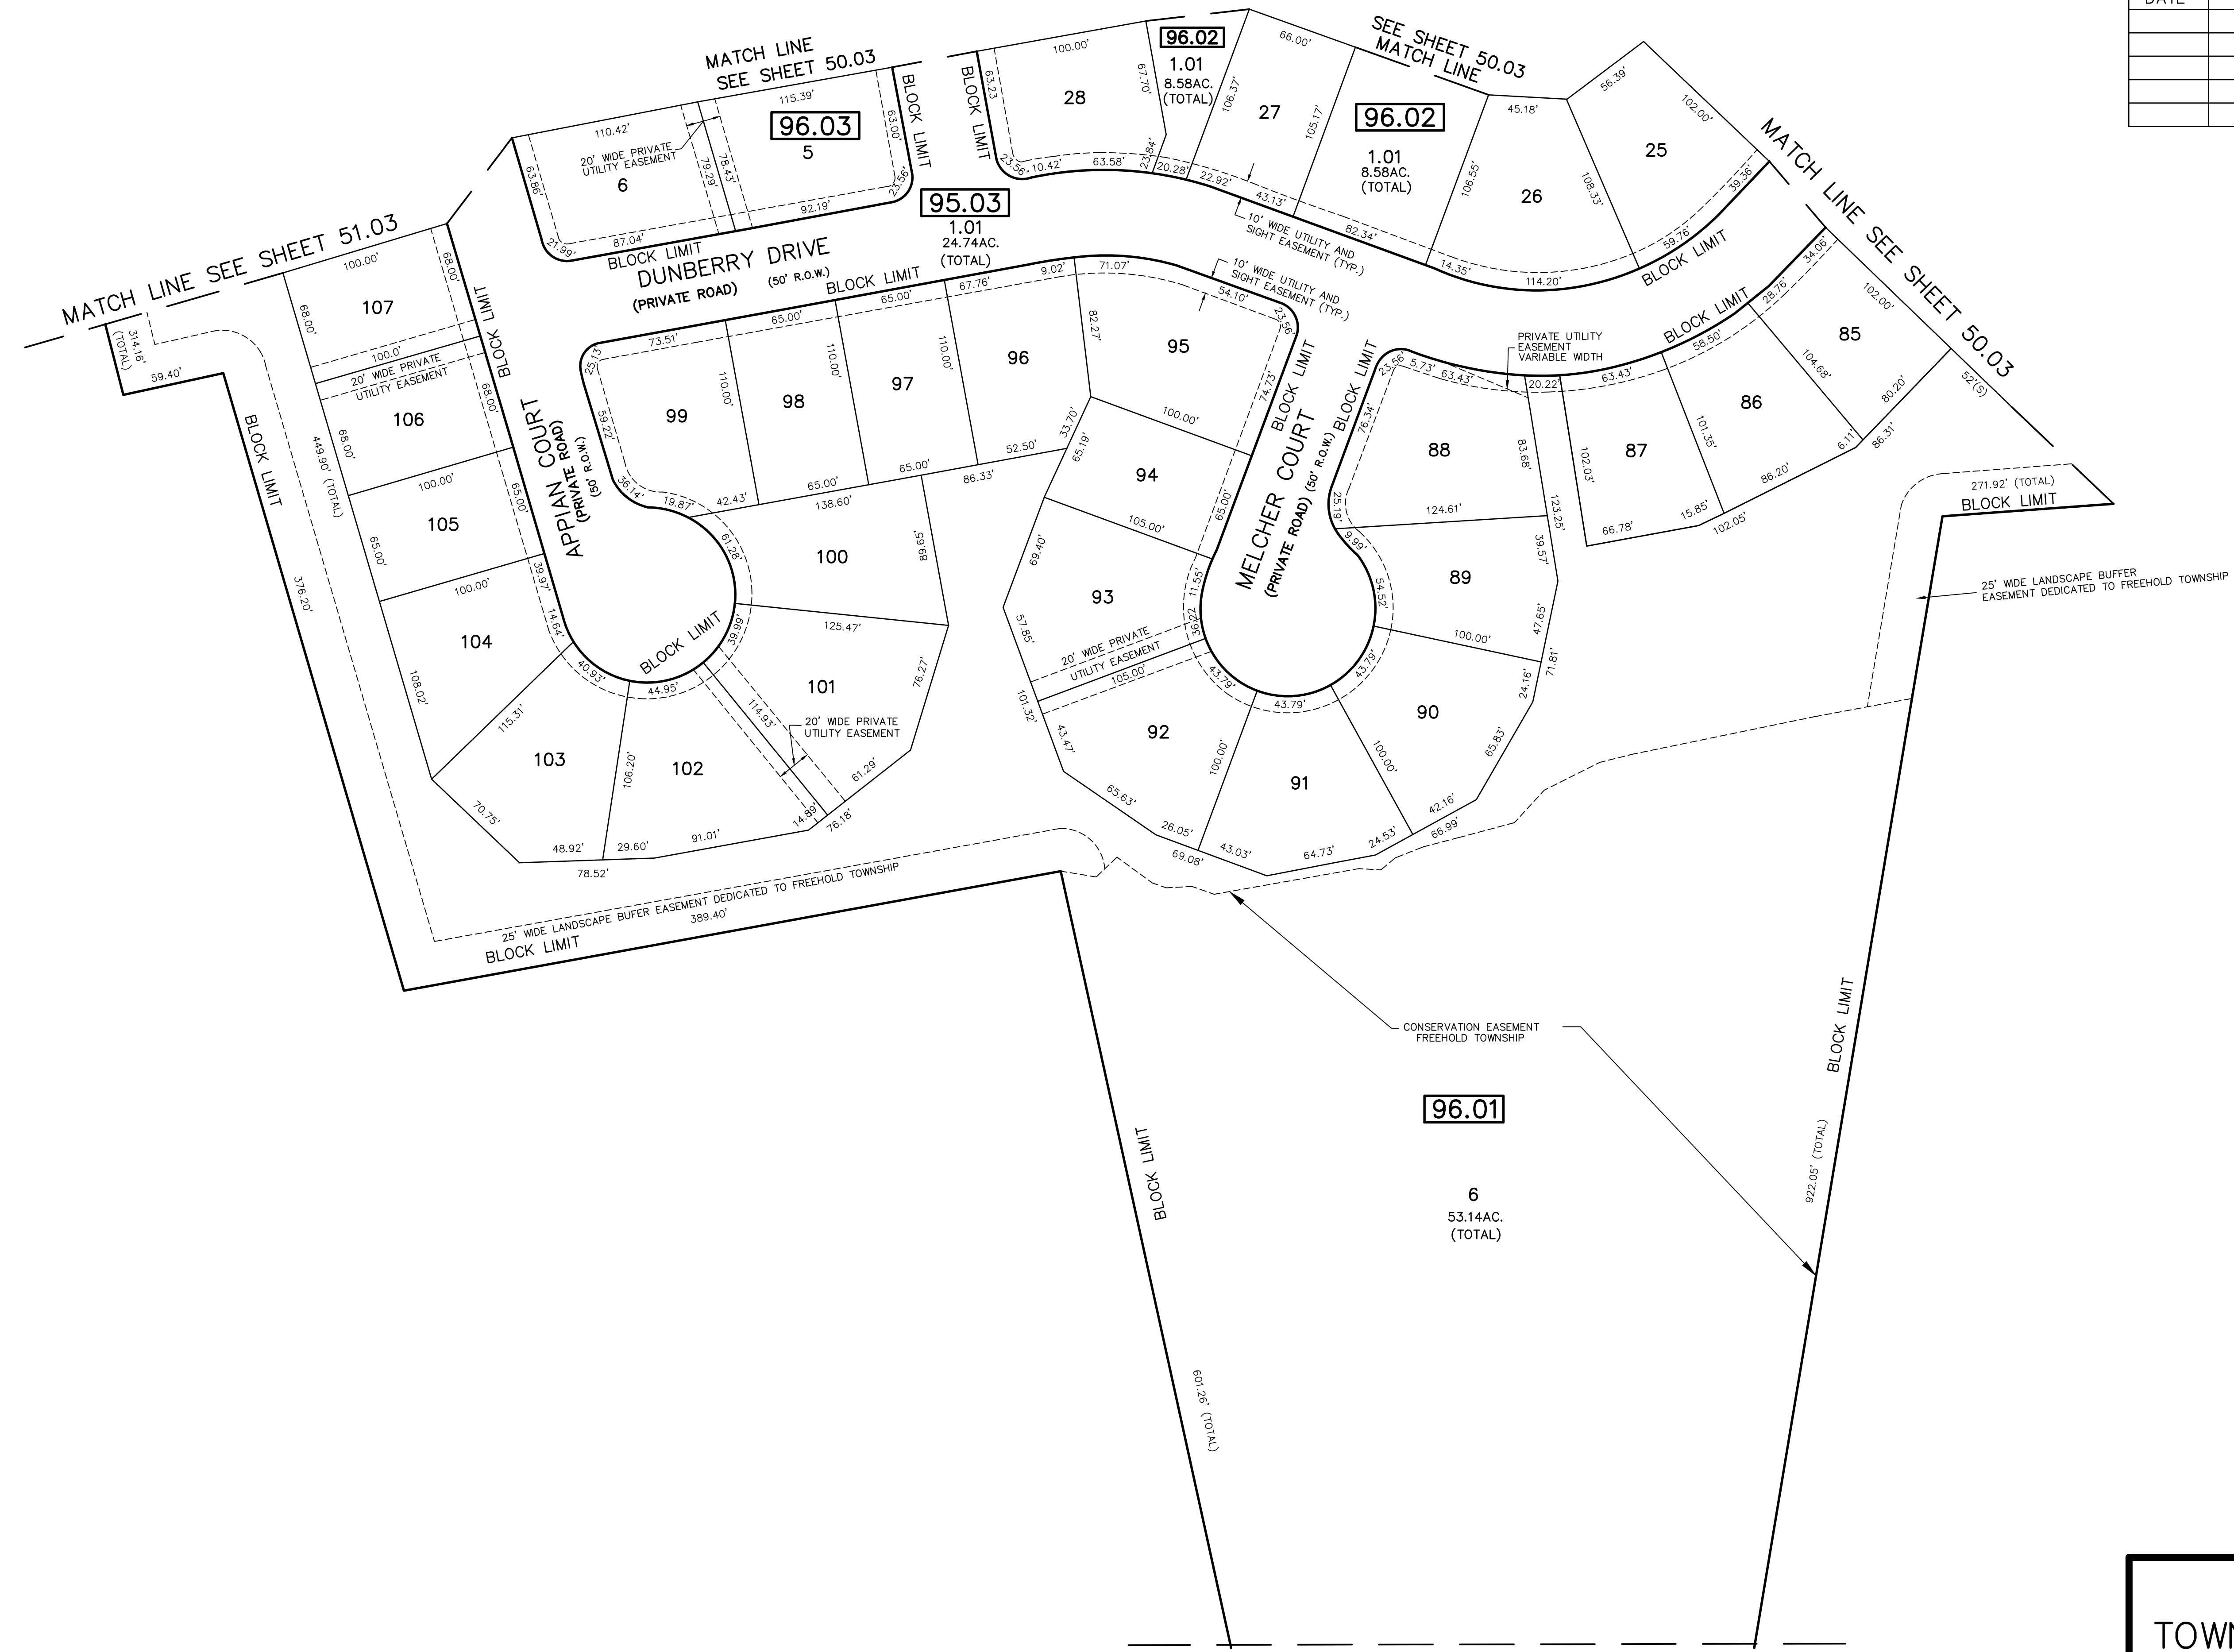 DATE
MATCH LINE
SEE SHEET 50.03
SEE SHEET 50.03
MATCH LINE
MATCH LINE SEE SHEET 50.03
MATCH LINE SEE SHEET 51.03
110.42'
115.39'
96.03
5
6
20' WIDE PRIVATE
UTILITY EASEMENT
63.86'
79.29'
78.43'
63.00'
23.56'
92.19'
87.04'
21.99'
BLOCK LIMIT
BLOCK LIMIT
BLOCK LIMIT
63.23
100.00'
28
67.70'
23.56'
10.42'
63.58'
23.84'
20.28'
96.02
1.01
8.58AC.
(TOTAL)
106.37'
66.00'
27
105.17'
22.92'
43.13'
96.02
1.01
8.58AC.
(TOTAL)
82.34'
106.55'
45.18'
26
108.33'
14.35'
114.20'
56.39'
102.00'
25
39.36'
59.76'
BLOCK LIMIT
10' WIDE UTILITY AND
SIGHT EASEMENT (TYP.)
95.03
1.01
24.74AC.
(TOTAL)
DUNBERRY DRIVE
(PRIVATE ROAD)
(50' R.O.W.)
BLOCK LIMIT
10' WIDE UTILITY AND
SIGHT EASEMENT (TYP.)
314.16'
(TOTAL)
59.40'
100.00'
68.00'
107
68.00'
100.0'
20' WIDE PRIVATE
UTILITY EASEMENT
BLOCK LIMIT
68.00'
106
68.00'
449.90' (TOTAL)
100.00'
105
65.00'
65.00'
100.00'
104
39.97'
14.64'
108.02'
115.31'
BLOCK LIMIT
376.20'
APPIAN COURT
(PRIVATE ROAD)
(50' R.O.W.)
BLOCK LIMIT
40.93'
44.95'
39.99'
61.28'
103
70.75'
48.92'
106.20'
102
29.60'
78.52'
91.01'
14.89'
76.18'
114.93'
20' WIDE PRIVATE
UTILITY EASEMENT
61.29'
101
76.27'
125.47'
100
89.65'
138.60'
25.13'
73.51'
59.22'
99
36.14'
19.87'
42.43'
110.00'
65.00'
98
65.00'
110.00'
65.00'
97
65.00'
110.00'
67.76'
9.02'
96
52.50'
86.33'
82.27'
33.70'
71.07'
54.10'
23.56'
95
74.73'
BLOCK LIMIT
100.00'
65.19'
94
65.00'
105.00'
69.40'
93
11.55'
36.22
57.85'
20' WIDE PRIVATE
UTILITY EASEMENT
105.00'
101.32'
43.47'
92
43.79'
65.63'
26.05'
69.08'
100.00'
43.79'
91
43.03'
64.73'
24.53'
66.99'
100.00'
42.16'
90
43.79'
65.83'
24.16'
71.81'
100.00'
47.65'
89
54.52'
9.99'
39.57'
123.25'
124.61'
MELCHER COURT
(PRIVATE ROAD) (50' R.O.W.)
BLOCK LIMIT
76.34'
25.19'
23.56'
5.73'
63.43'
88
83.68'
PRIVATE UTILITY
EASEMENT
VARIABLE WIDTH
20.22'
63.43'
102.03'
87
66.78'
15.85'
102.05'
101.35'
58.50'
86
86.20'
BLOCK LIMIT
28.76'
34.06'
104.68'
85
102.00'
80.20'
6.11'
86.31'
52'(S)
271.92' (TOTAL)
BLOCK LIMIT
25' WIDE LANDSCAPE BUFFER
EASEMENT DEDICATED TO FREEHOLD TOWNSHIP
25' WIDE LANDSCAPE BUFER EASEMENT DEDICATED TO FREEHOLD TOWNSHIP
389.40'
BLOCK LIMIT
CONSERVATION EASEMENT
FREEHOLD TOWNSHIP
96.01
6
53.14AC.
(TOTAL)
BLOCK LIMIT
601.26' (TOTAL)
BLOCK LIMIT
922.05' (TOTAL)